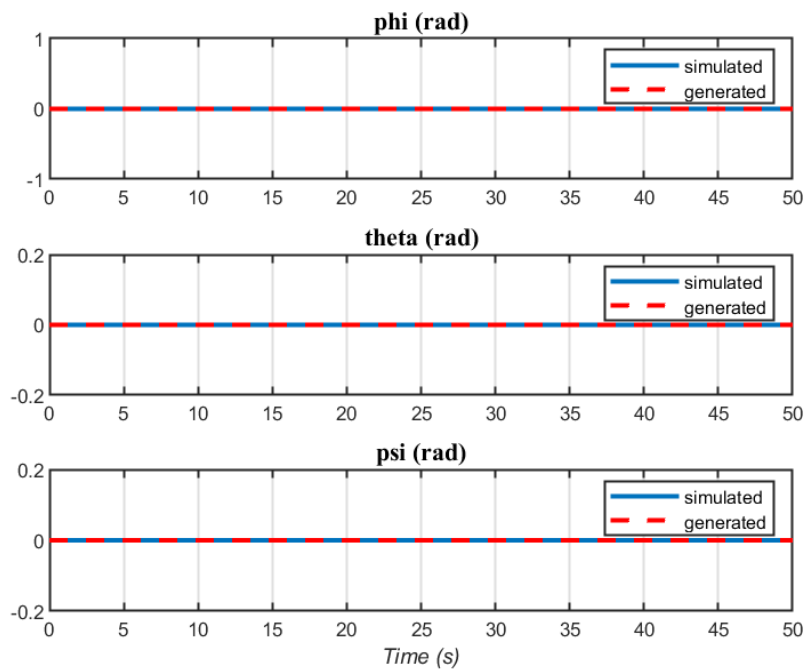 phi (rad)
1
simulated
0
generated
-1
0 5 10 15 20 25 30 35 40 45 50
theta (rad)
0.2
simulated
generated
0
-0.2
0 5 10 15 20 25 30 35 40 45 50
psi (rad)
0.2
simulated
generated
0
-0.2
0 5 10 15 20 25 30 35 40 45 50
Time (s)